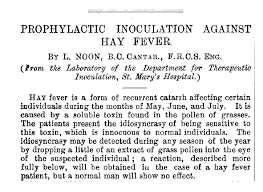 PROPHYLACTIC INOCULATION AGAINST
HAY FEVER.
BY L. NOON, B.C. CANTAB., F.R.C.S. ENG.
(From the Laboratory of the Department for Therapeutic
Inoculation, St. Mary's Hospital.)
HAY fever is a form of recurrent catarrh affecting certain
individuals during the months of May, June, and July. It
is caused by a soluble toxin found in the pollen of grasses.
The patients present the idiosyncracy of being sensitive to
this toxin, which is innocuous to normal individuals. The
idiosyncracy may be detected during any season of the year
by dropping a little of an extract of grass pollen into the eye
of the suspected individual; a reaction, described more
fully below, will be obtained in the case of a hay fever
patient, but a normal man will show no effect.